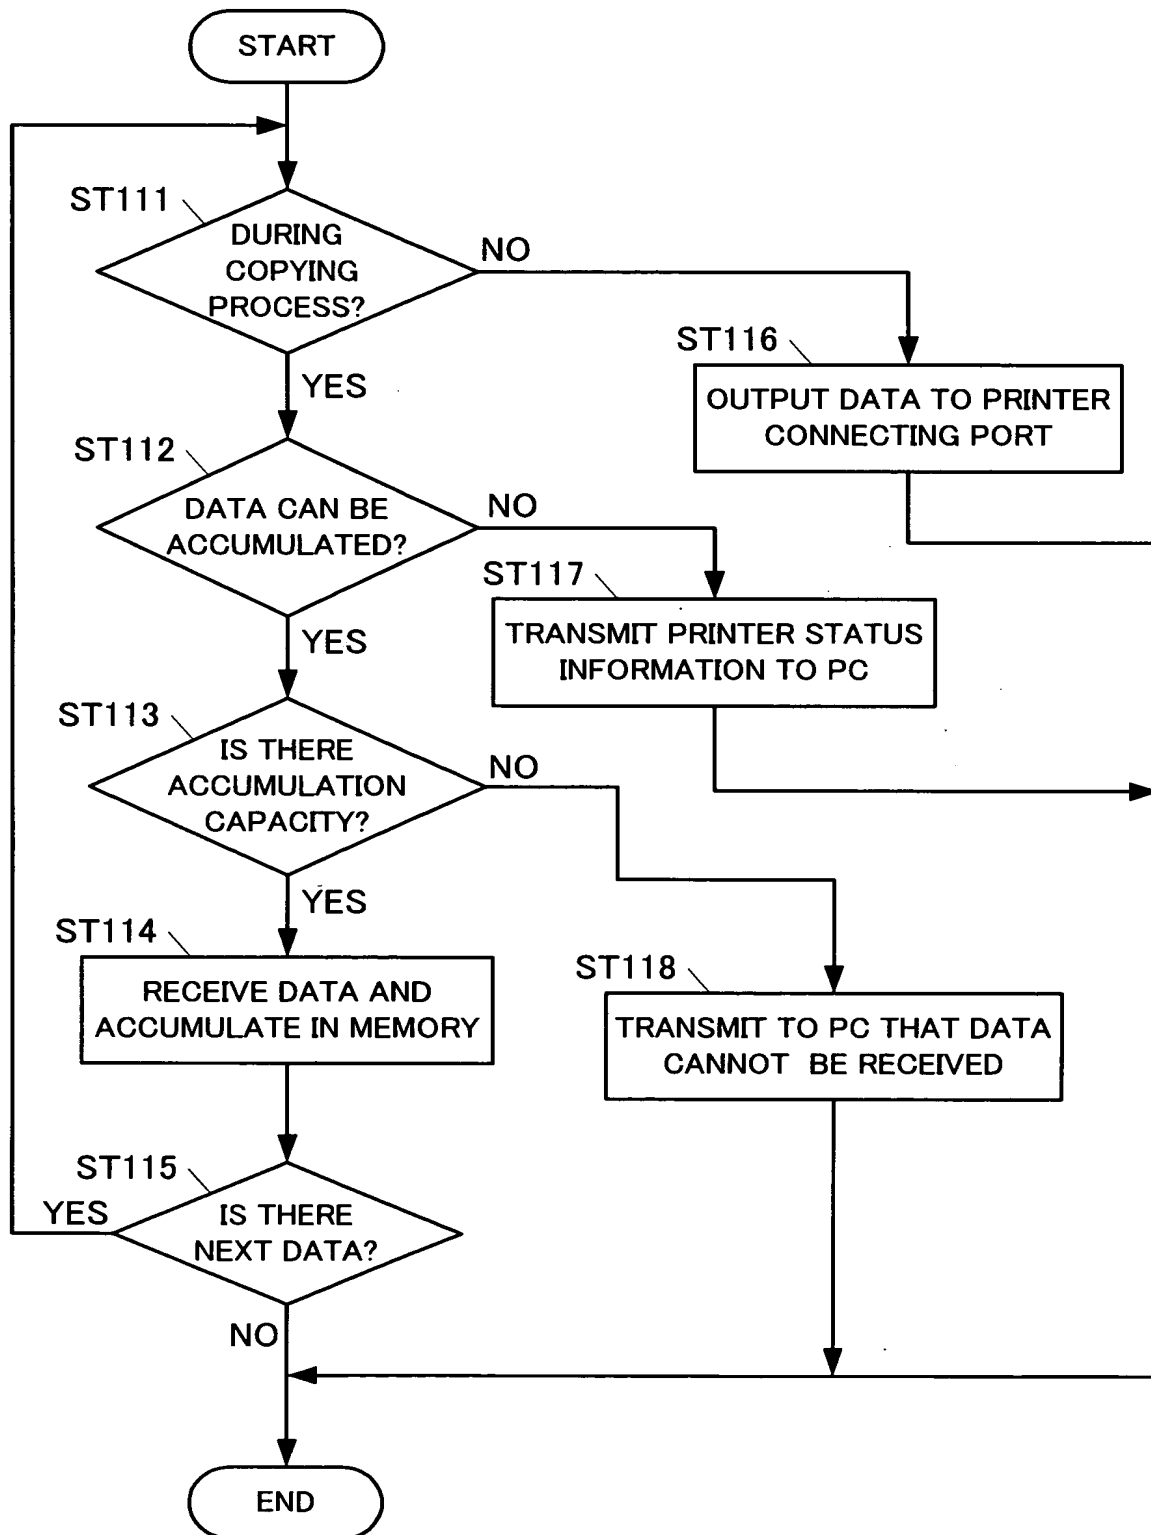 START
ST111
DURING
COPYING
PROCESS?
NO
YES
ST116
OUTPUT DATA TO PRINTER
CONNECTING PORT
ST112
DATA CAN BE
ACCUMULATED?
NO
YES
ST117
TRANSMIT PRINTER STATUS
INFORMATION TO PC
ST113
IS THERE
ACCUMULATION
CAPACITY?
NO
YES
ST114
RECEIVE DATA AND
ACCUMULATE IN MEMORY
ST118
TRANSMIT TO PC THAT DATA
CANNOT BE RECEIVED
ST115
YES
IS THERE
NEXT DATA?
NO
END